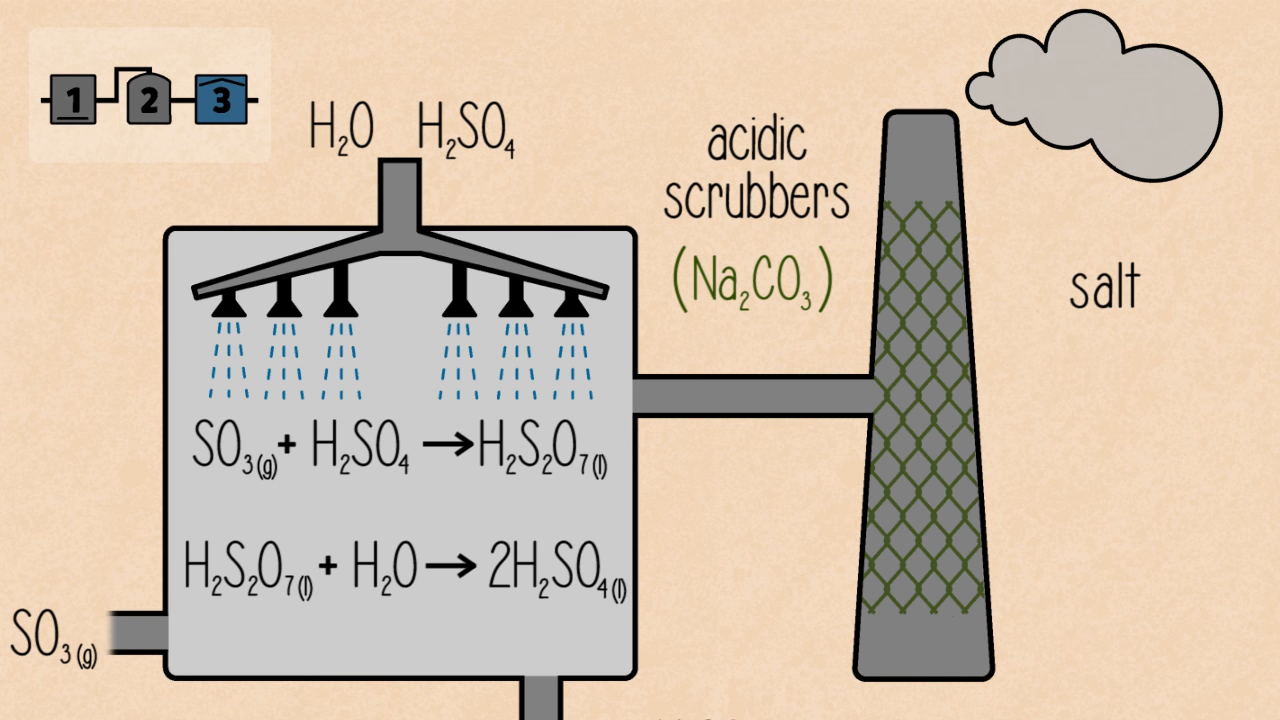 1 2 3
H₂O H₂SO₄
acidic
scrubbers
(Na₂CO₃)
salt
SO₃(g) + H₂SO₄ → H₂S₂O₇(l)
H₂S₂O₇(l) + H₂O → 2H₂SO₄(l)
SO₃(g)